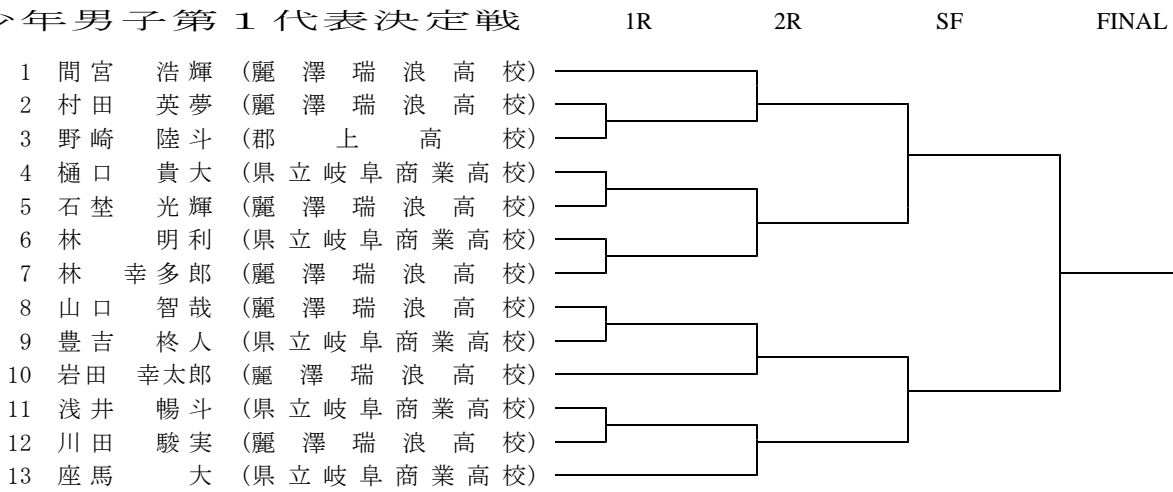 少年男子第1代表決定戦 1R 2R SF FINAL
1 間宮 浩輝 (麗澤瑞浪高校)
2 村田 英夢 (麗澤瑞浪高校)
3 野崎 陸斗 (郡上高校)
4 樋口 貴大 (県立岐阜商業高校)
5 石埜 光輝 (麗澤瑞浪高校)
6 林 明利 (県立岐阜商業高校)
7 林 幸多郎 (麗澤瑞浪高校)
8 山口 智哉 (麗澤瑞浪高校)
9 豊吉 柊人 (県立岐阜商業高校)
10 岩田 幸太郎 (麗澤瑞浪高校)
11 浅井 暢斗 (県立岐阜商業高校)
12 川田 駿実 (麗澤瑞浪高校)
13 座馬 大 (県立岐阜商業高校)